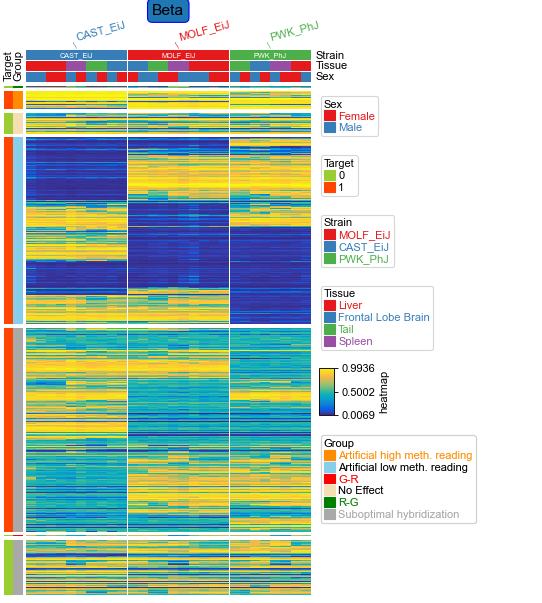 Beta
CAST_EiJ
MOLF_EiJ
PWK_PhJ
Target
Group
CAST_EiJ
MOLF_EiJ
PWK_PhJ
Strain
Tissue
Sex
Sex
Female
Male
Target
0
1
Strain
MOLF_EiJ
CAST_EiJ
PWK_PhJ
Tissue
Liver
Frontal Lobe Brain
Tail
Spleen
0.9936
0.5002
0.0069
heatmap
Group
Artificial high meth. reading
Artificial low meth. reading
G-R
No Effect
R-G
Suboptimal hybridization